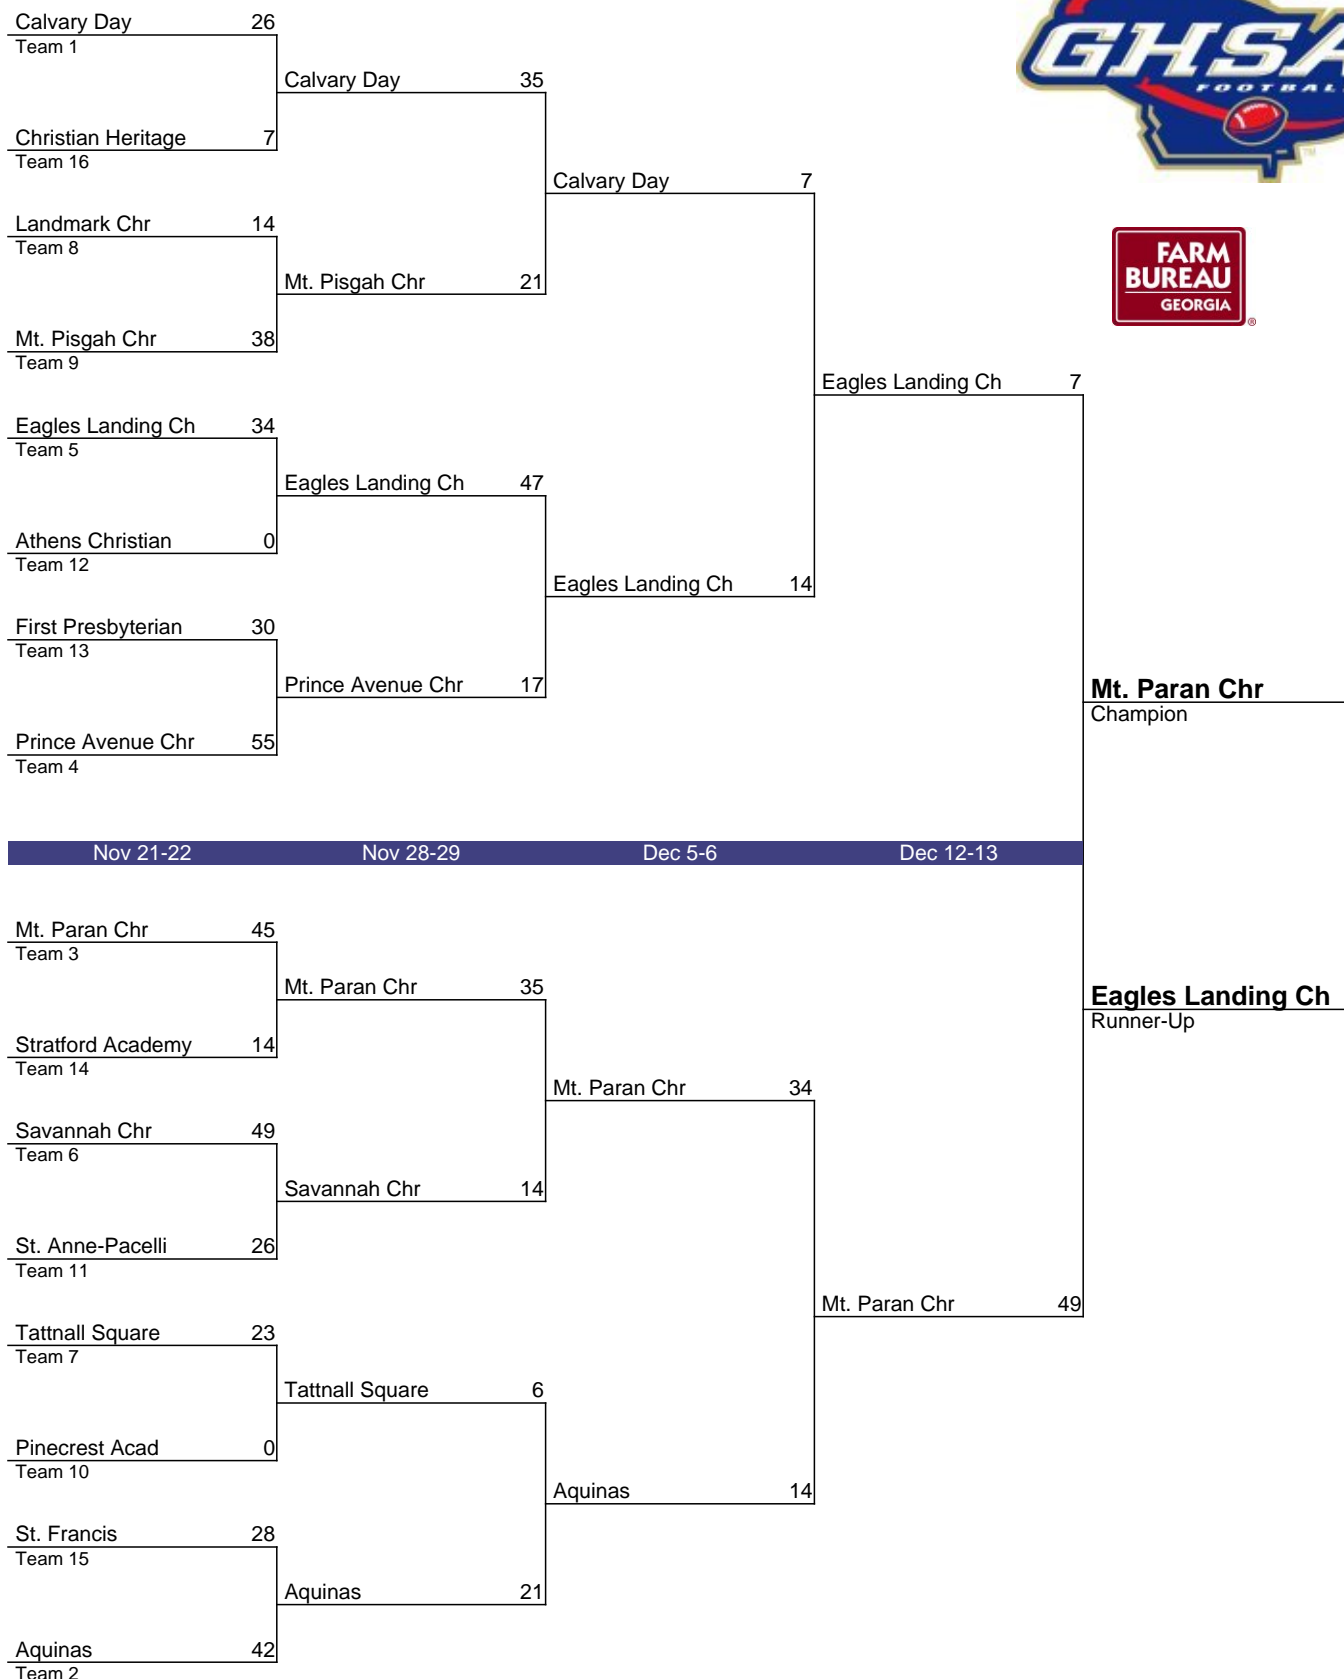 Calvary Day 26
Team 1
Christian Heritage 7
Team 16
Landmark Chr 14
Team 8
Mt. Pisgah Chr 38
Team 9
Eagles Landing Ch 34
Team 5
Athens Christian 0
Team 12
First Presbyterian 30
Team 13
Prince Avenue Chr 55
Team 4
Calvary Day 35
Mt. Pisgah Chr 21
Eagles Landing Ch 47
Prince Avenue Chr 17
Calvary Day 7
Eagles Landing Ch 14
Eagles Landing Ch 7
GHSA
FOOTBAL
TM
FARM
BUREAU
GEORGIA
®
Mt. Paran Chr
Champion
Nov 21-22 Nov 28-29 Dec 5-6 Dec 12-13
Mt. Paran Chr 45
Team 3
Stratford Academy 14
Team 14
Savannah Chr 49
Team 6
St. Anne-Pacelli 26
Team 11
Tattnall Square 23
Team 7
Pinecrest Acad 0
Team 10
St. Francis 28
Team 15
Aquinas 42
Team 2
Mt. Paran Chr 35
Savannah Chr 14
Tattnall Square 6
Aquinas 21
Mt. Paran Chr 34
Aquinas 14
Mt. Paran Chr 49
Eagles Landing Ch
Runner-Up